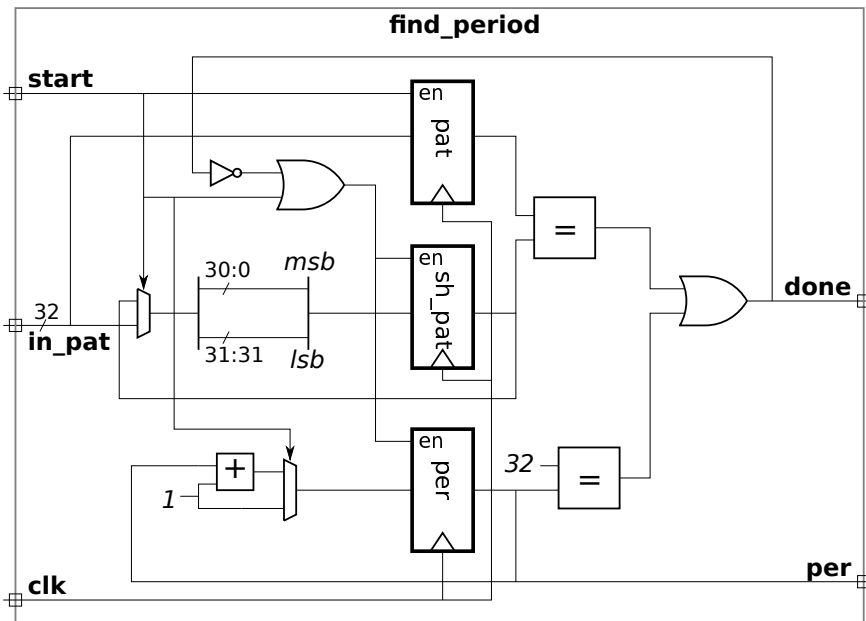 find_period
start
en
pat
30:0
msb
en
sh_pat
=
done
32
in_pat
31:31
lsb
en
per
+
1
32
=
per
clk